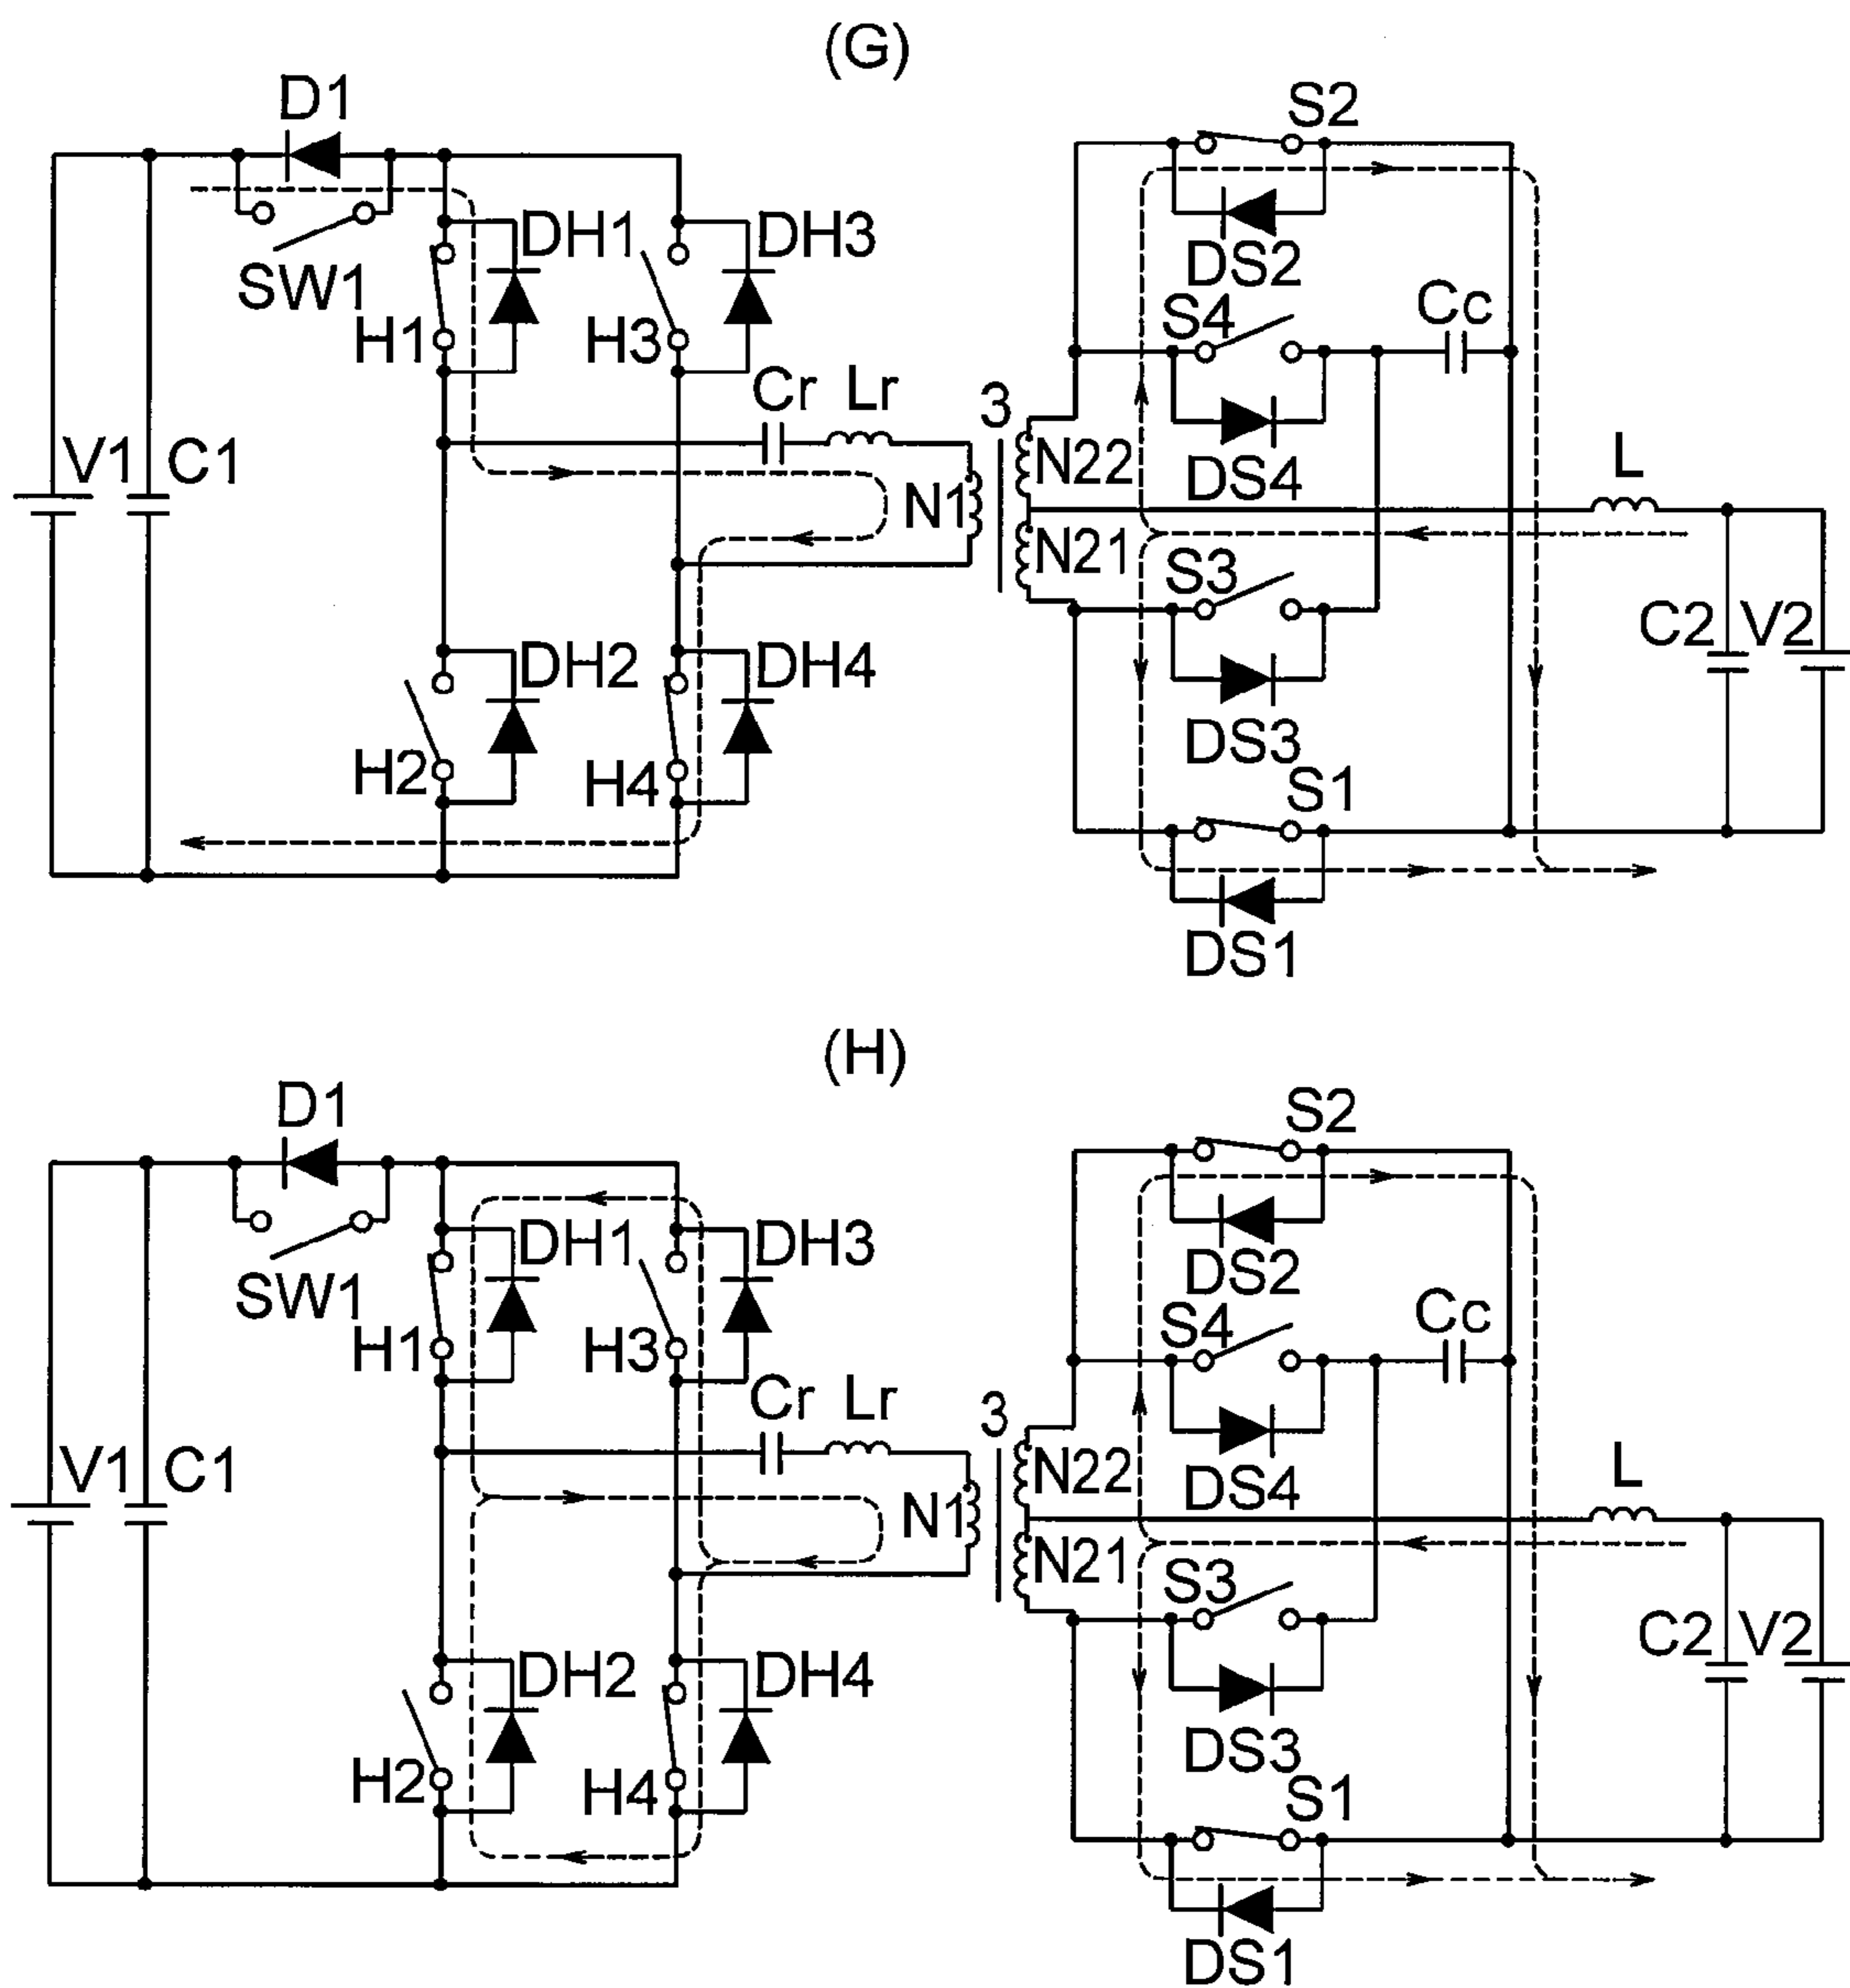 (G)
D1
S2
DH1
DH3
DS2
SW1
S4
Cc
H1
H3
Cr
Lr
3
V1
C1
N22
DS4
L
N1
N21
S3
C2
V2
DH2
DH4
DS3
H2
H4
S1
DS1
(H)
D1
S2
DH1
DH3
DS2
SW1
S4
Cc
H1
H3
Cr
Lr
3
V1
C1
N22
DS4
L
N1
N21
S3
C2
V2
DH2
DH4
DS3
H2
H4
S1
DS1